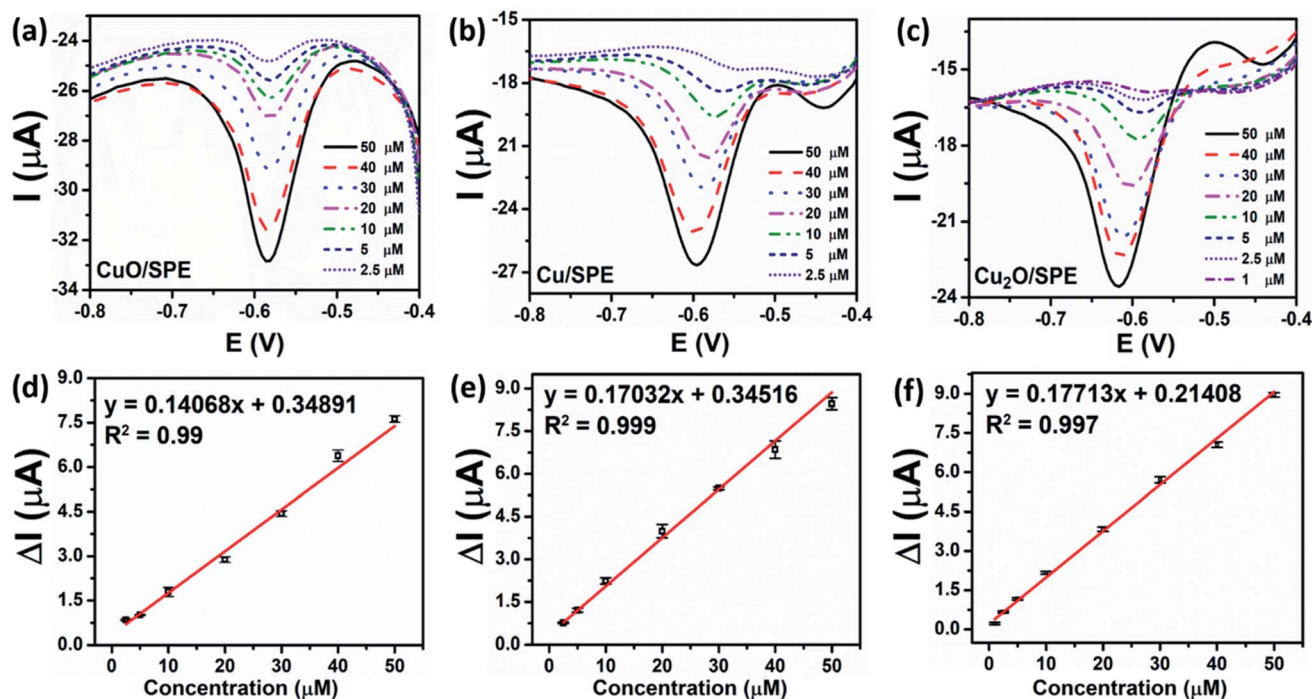 (a)
-24
-26
-28
-30
-32
-34
I (μA)
50 μM
40 μM
30 μM
20 μM
10 μM
5 μM
2.5 μM
CuO/SPE
-0.8 -0.7 -0.6 -0.5 -0.4
E (V)
(b)
-15
-18
-21
-24
-27
I (μA)
50 μM
40 μM
30 μM
20 μM
10 μM
5 μM
2.5 μM
Cu/SPE
-0.8 -0.7 -0.6 -0.5 -0.4
E (V)
(c)
-15
-18
-21
-24
I (μA)
50 μM
40 μM
30 μM
20 μM
10 μM
5 μM
2.5 μM
1 μM
Cu₂O/SPE
-0.8 -0.7 -0.6 -0.5 -0.4
E (V)
(d)
9.0
7.5
6.0
4.5
3.0
1.5
0.0
ΔI (μA)
y = 0.14068x + 0.34891
R² = 0.99
0 10 20 30 40 50
Concentration (μM)
(e)
9.0
7.5
6.0
4.5
3.0
1.5
0.0
ΔI (μA)
y = 0.17032x + 0.34516
R² = 0.999
0 10 20 30 40 50
Concentration (μM)
(f)
9.0
7.5
6.0
4.5
3.0
1.5
0.0
ΔI (μA)
y = 0.17713x + 0.21408
R² = 0.997
0 10 20 30 40 50
Concentration (μM)